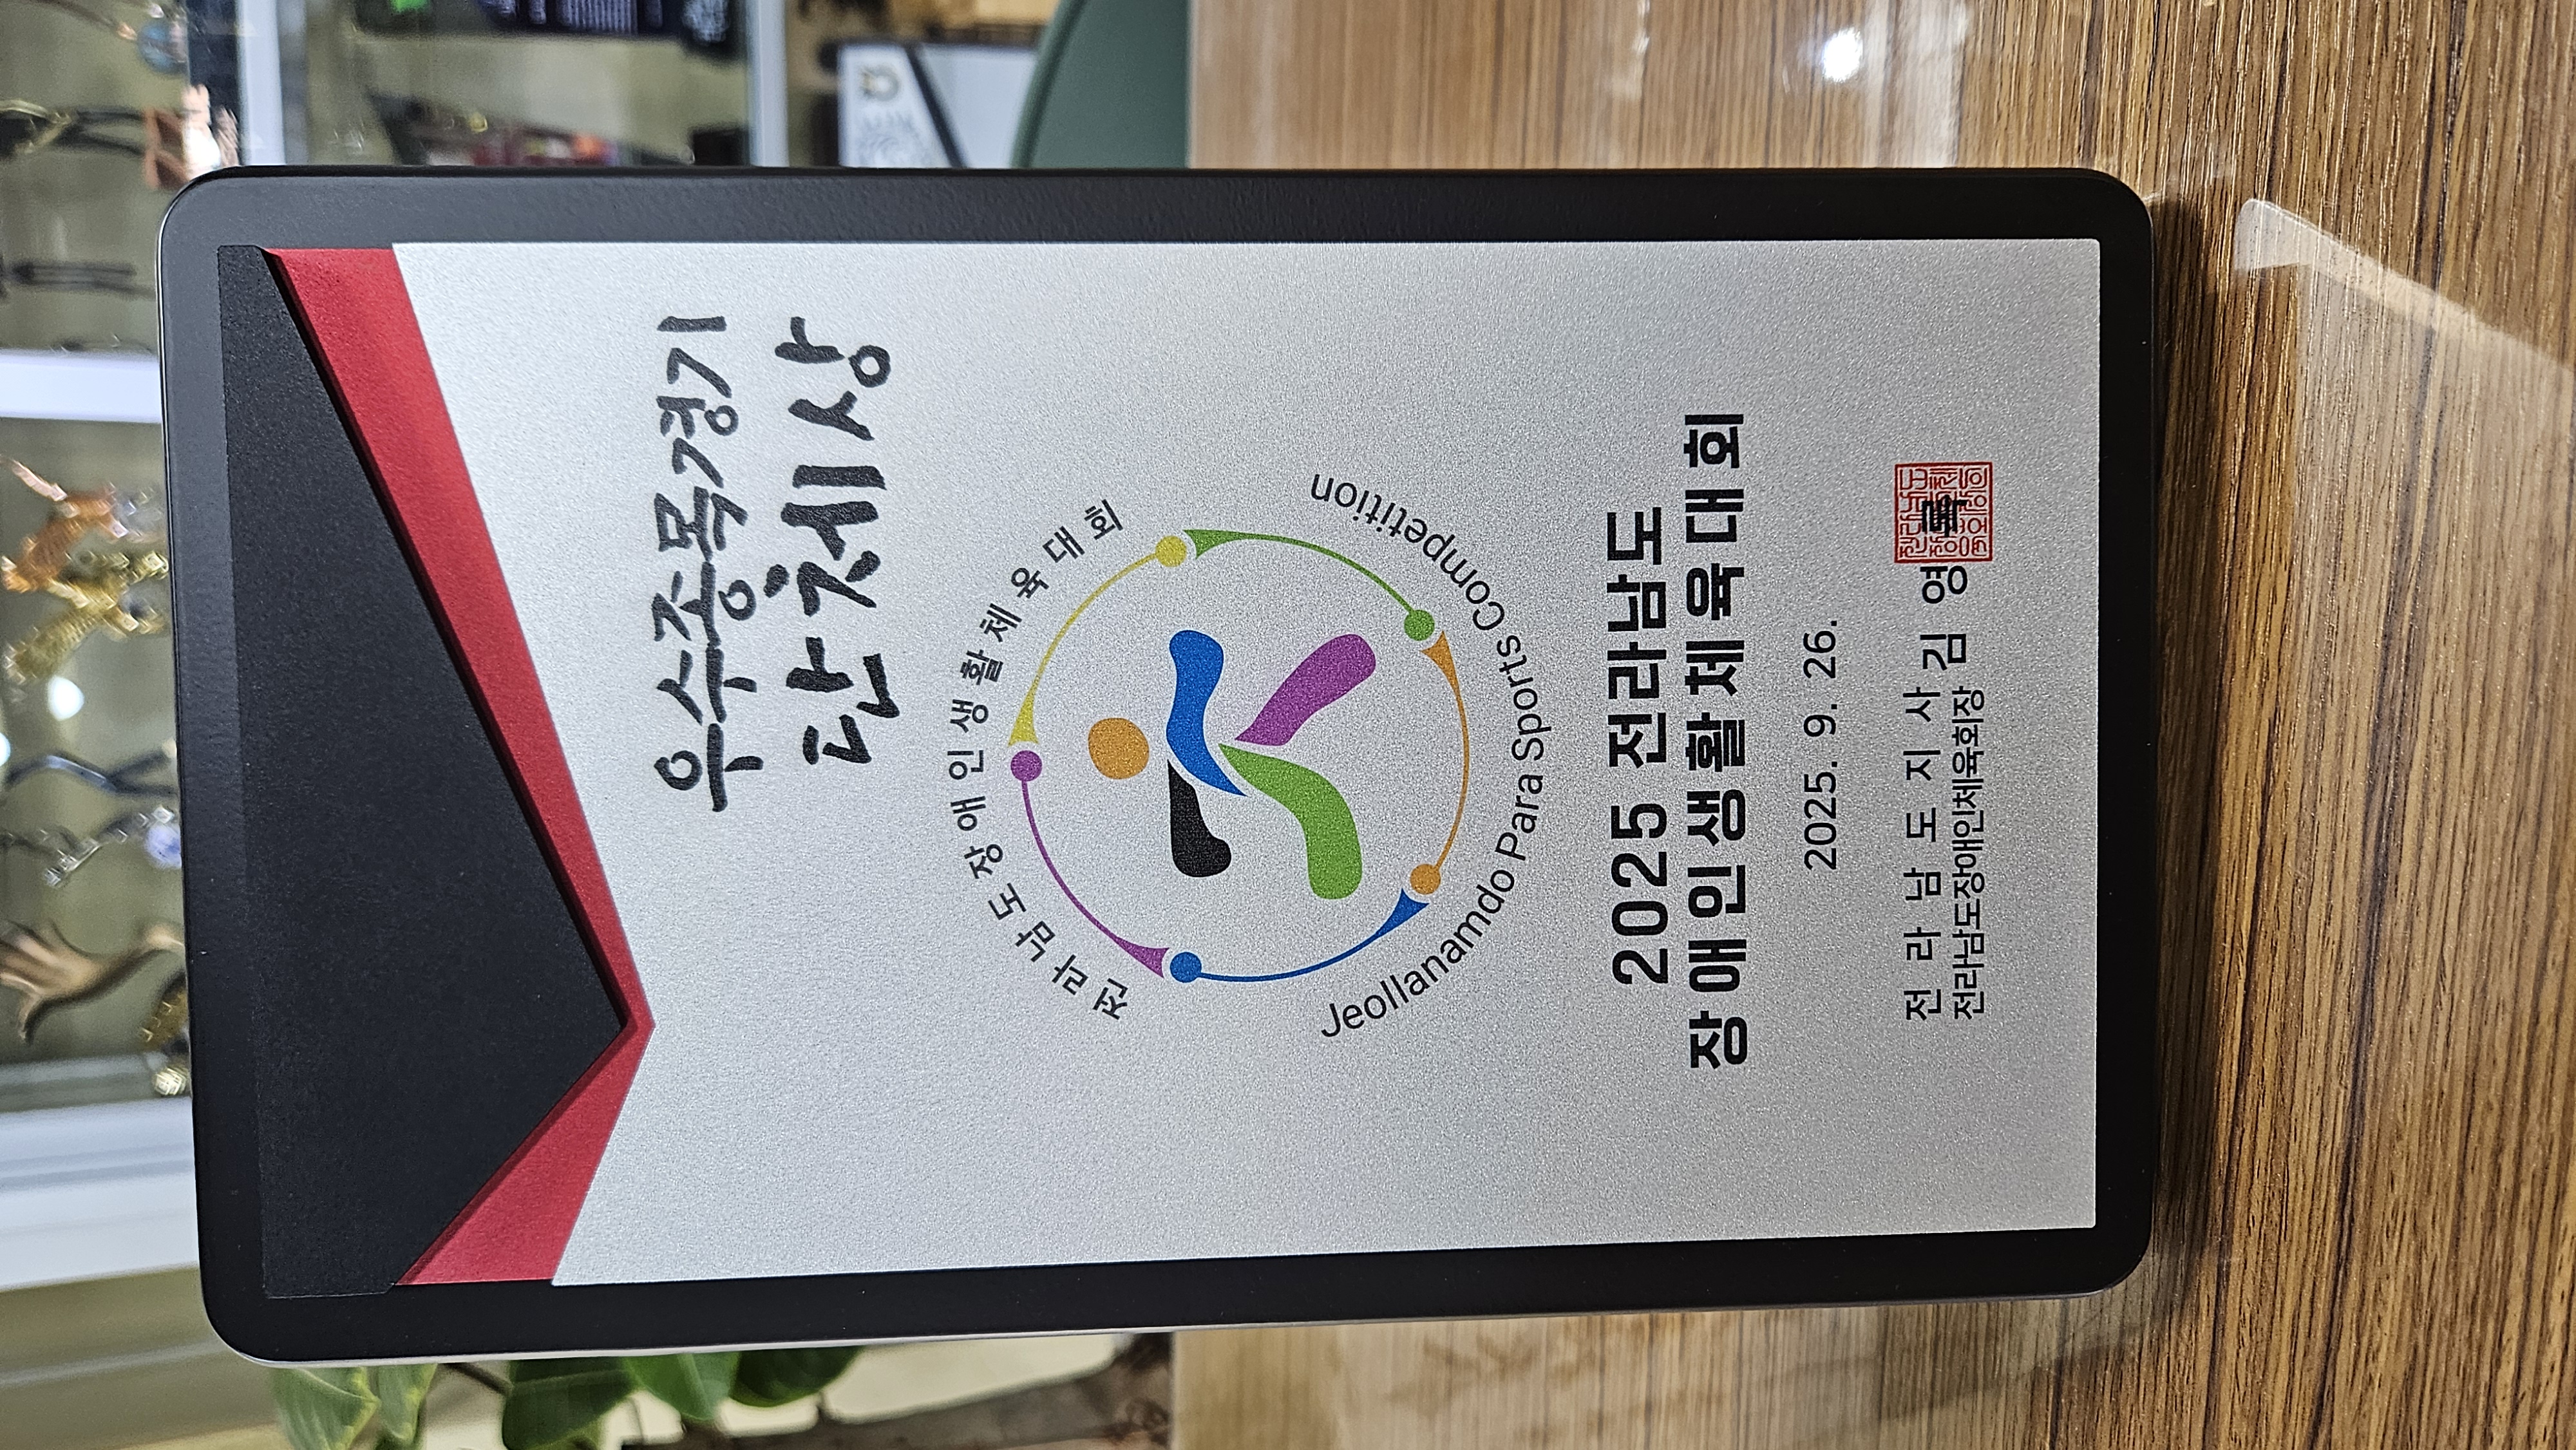 우수종목경기
단체상
전라남도장애인생활체육대회
Jeollanamdo Para Sports Competition
2025 전라남도
장애인생활체육대회
2025. 9. 26.
전라남도지사
전라남도장애인체육회장 김영록